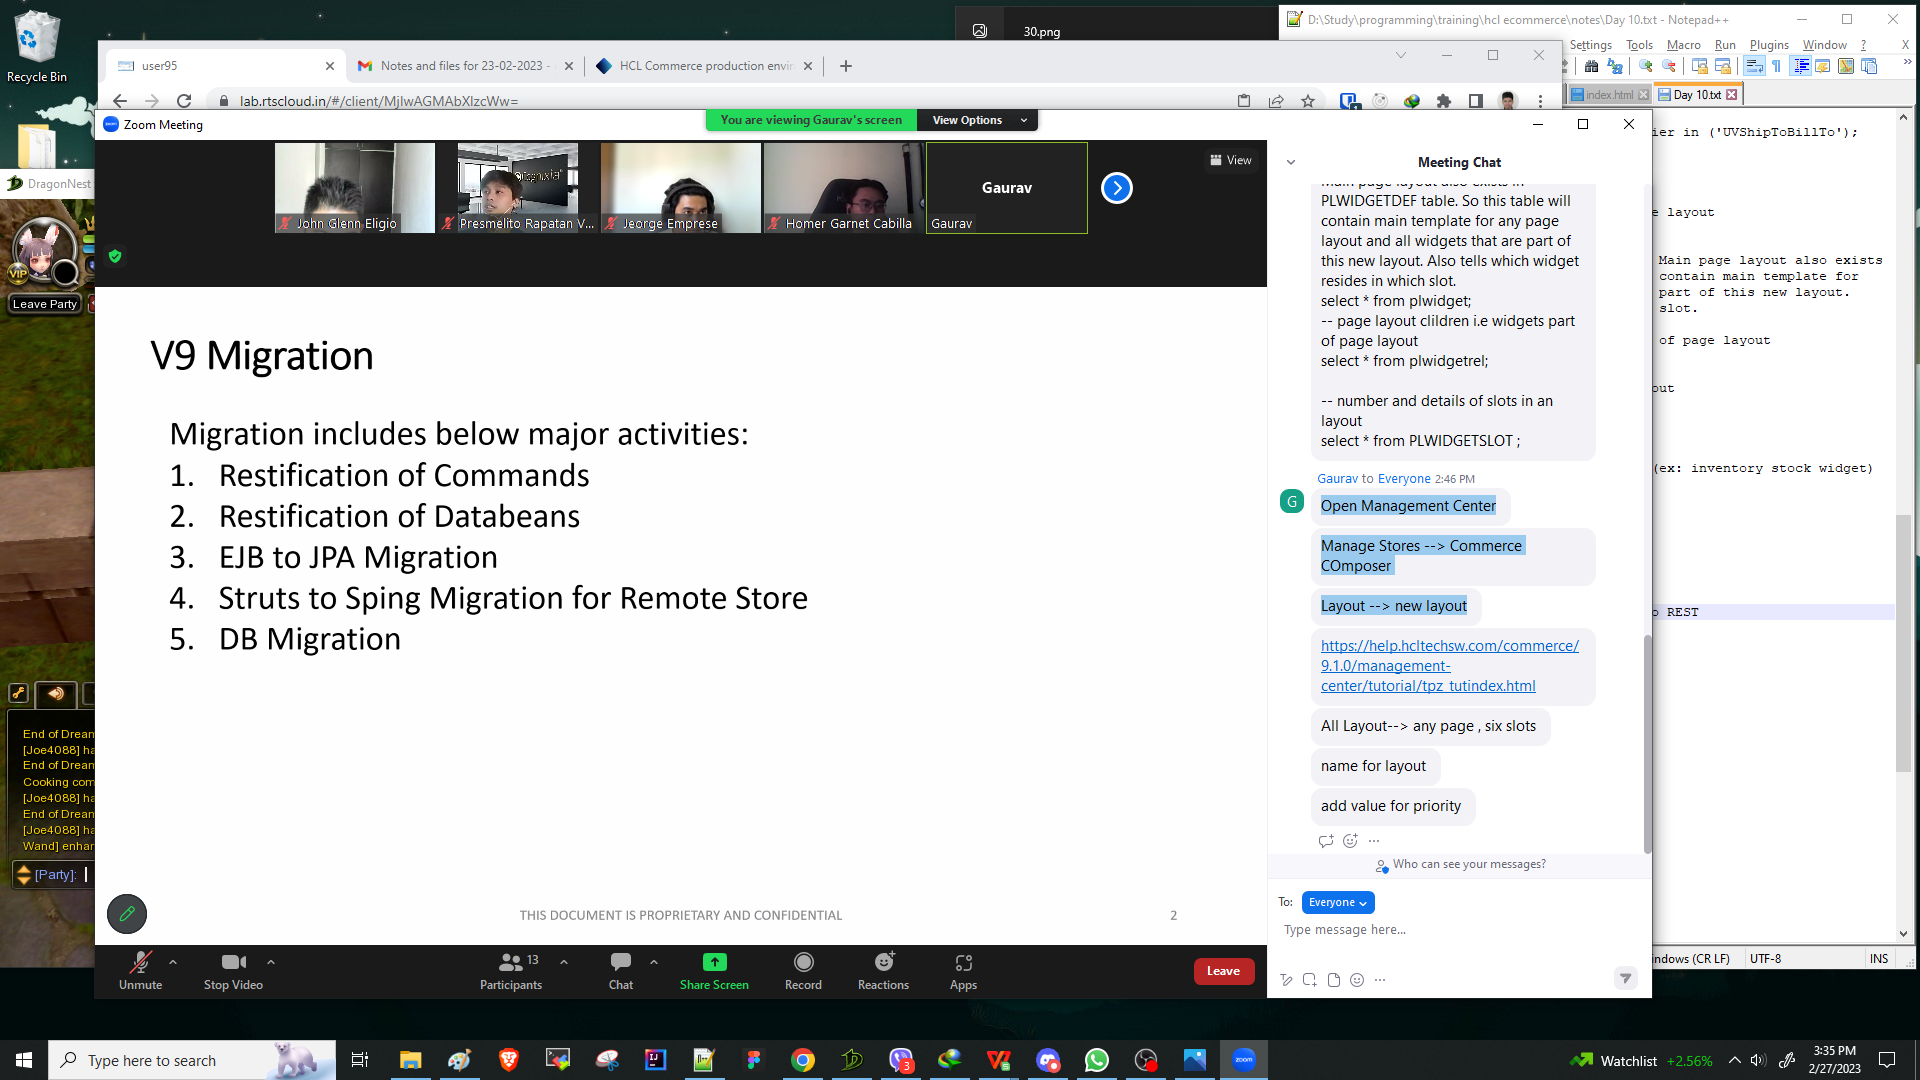 Recycle Bin
30.png
D:\Study\programming\training\hcl ecommerce\notes\Day 10.txt - Notepad++
Settings Tools Macro Run Plugins Window ? X
index.html
Day 10.txt
user95
Notes and files for 23-02-2023 -
HCL Commerce production envir
lab.rtscloud.in/#/client/MjIwAGMAbXlzcWw=
DragonNest
VIP
Leave Party
Zoom Meeting
You are viewing Gaurav's screen
View Options
View
John Glenn Eligio
Presmelito Rapatan V...
Jeorge Emprese
Homer Garnet Cabilla
Gaurav
Gaurav
V9 Migration
Migration includes below major activities:
1. Restification of Commands
2. Restification of Databeans
3. EJB to JPA Migration
4. Struts to Sping Migration for Remote Store
5. DB Migration
THIS DOCUMENT IS PROPRIETARY AND CONFIDENTIAL
2
Unmute
Stop Video
Participants
13
Chat
Share Screen
Record
Reactions
Apps
Leave
Meeting Chat
Main page layout also exists in
PLWIDGETDEF table. So this table will
contain main template for any page
layout and all widgets that are part of
this new layout. Also tells which widget
resides in which slot.
select * from plwidget;
-- page layout clildren i.e widgets part
of page layout
select * from plwidgetrel;
-- number and details of slots in an
layout
select * from PLWIDGETSLOT ;
Gaurav to Everyone 2:46 PM
G
Open Management Center
Manage Stores --> Commerce
COmposer
Layout --> new layout
https://help.hcltechsw.com/commerce/
9.1.0/management-
center/tutorial/tpz_tutindex.html
All Layout--> any page , six slots
name for layout
add value for priority
Who can see your messages?
To: Everyone
Type message here...
ier in ('UVShipToBillTo');
e layout
Main page layout also exists
contain main template for
part of this new layout.
slot.
of page layout
out
(ex: inventory stock widget)
o REST
indows (CR LF) UTF-8 INS
End of Dream
[Joe4088] ha
End of Dream
Cooking com
[Joe4088] ha
End of Dream
[Joe4088] ha
Wand] enhan
[Party]:
Type here to search
3
Watchlist +2.56%
3:35 PM
2/27/2023